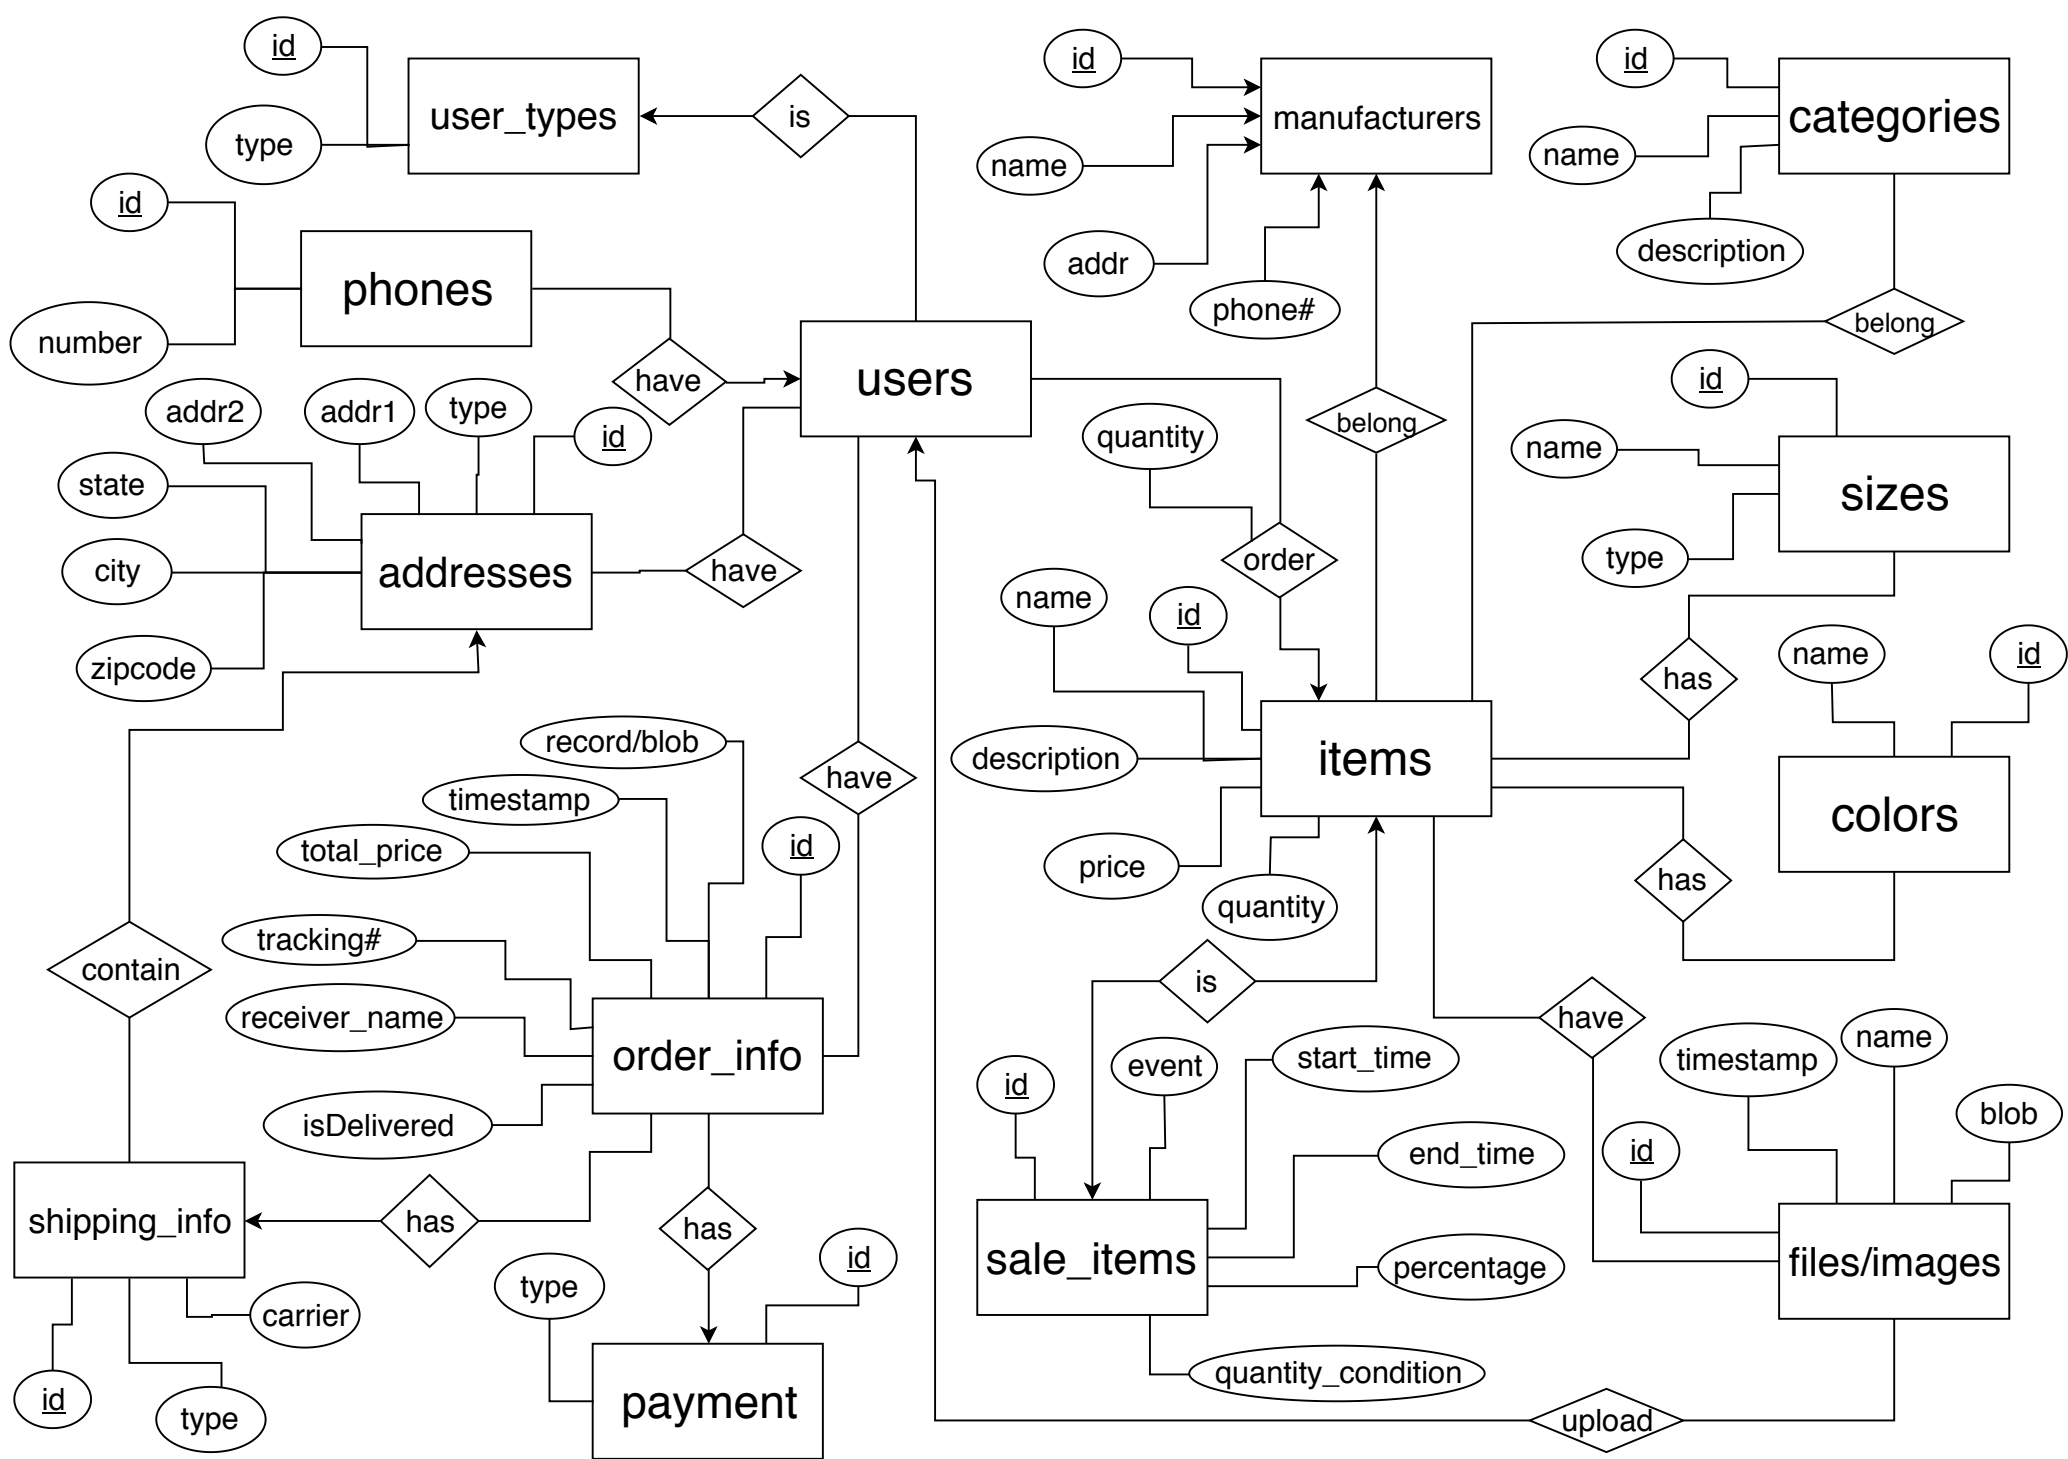 id
user_types
type
is
id
manufacturers
name
addr
phone#
id
categories
name
description
belong
id
phones
number
have
users
addr2
addr1
type
id
state
city
zipcode
addresses
have
quantity
belong
order
id
name
sizes
type
has
name
id
colors
has
name
id
description
items
price
quantity
record/blob
timestamp
total_price
id
have
tracking#
receiver_name
order_info
isDelivered
contain
is
have
id
event
start_time
end_time
percentage
sale_items
quantity_condition
timestamp
name
blob
id
files/images
upload
shipping_info
has
has
id
type
carrier
type
id
payment